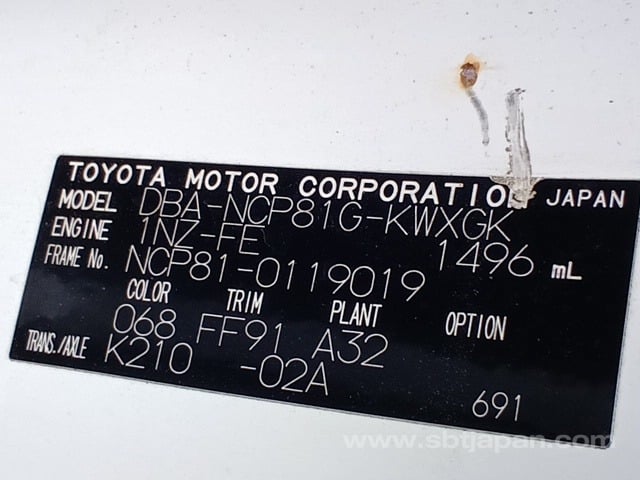 TOYOTA MOTOR CORPORATION JAPAN
MODEL DBA-NCP81G-KWXGK
ENGINE 1NZ-FE 1496 mL
FRAME No. NCP81-0119019
COLOR TRIM PLANT OPTION
068 FF91 A32
TRANS./AXLE K210 -02A
691
www.sbtjapan.com